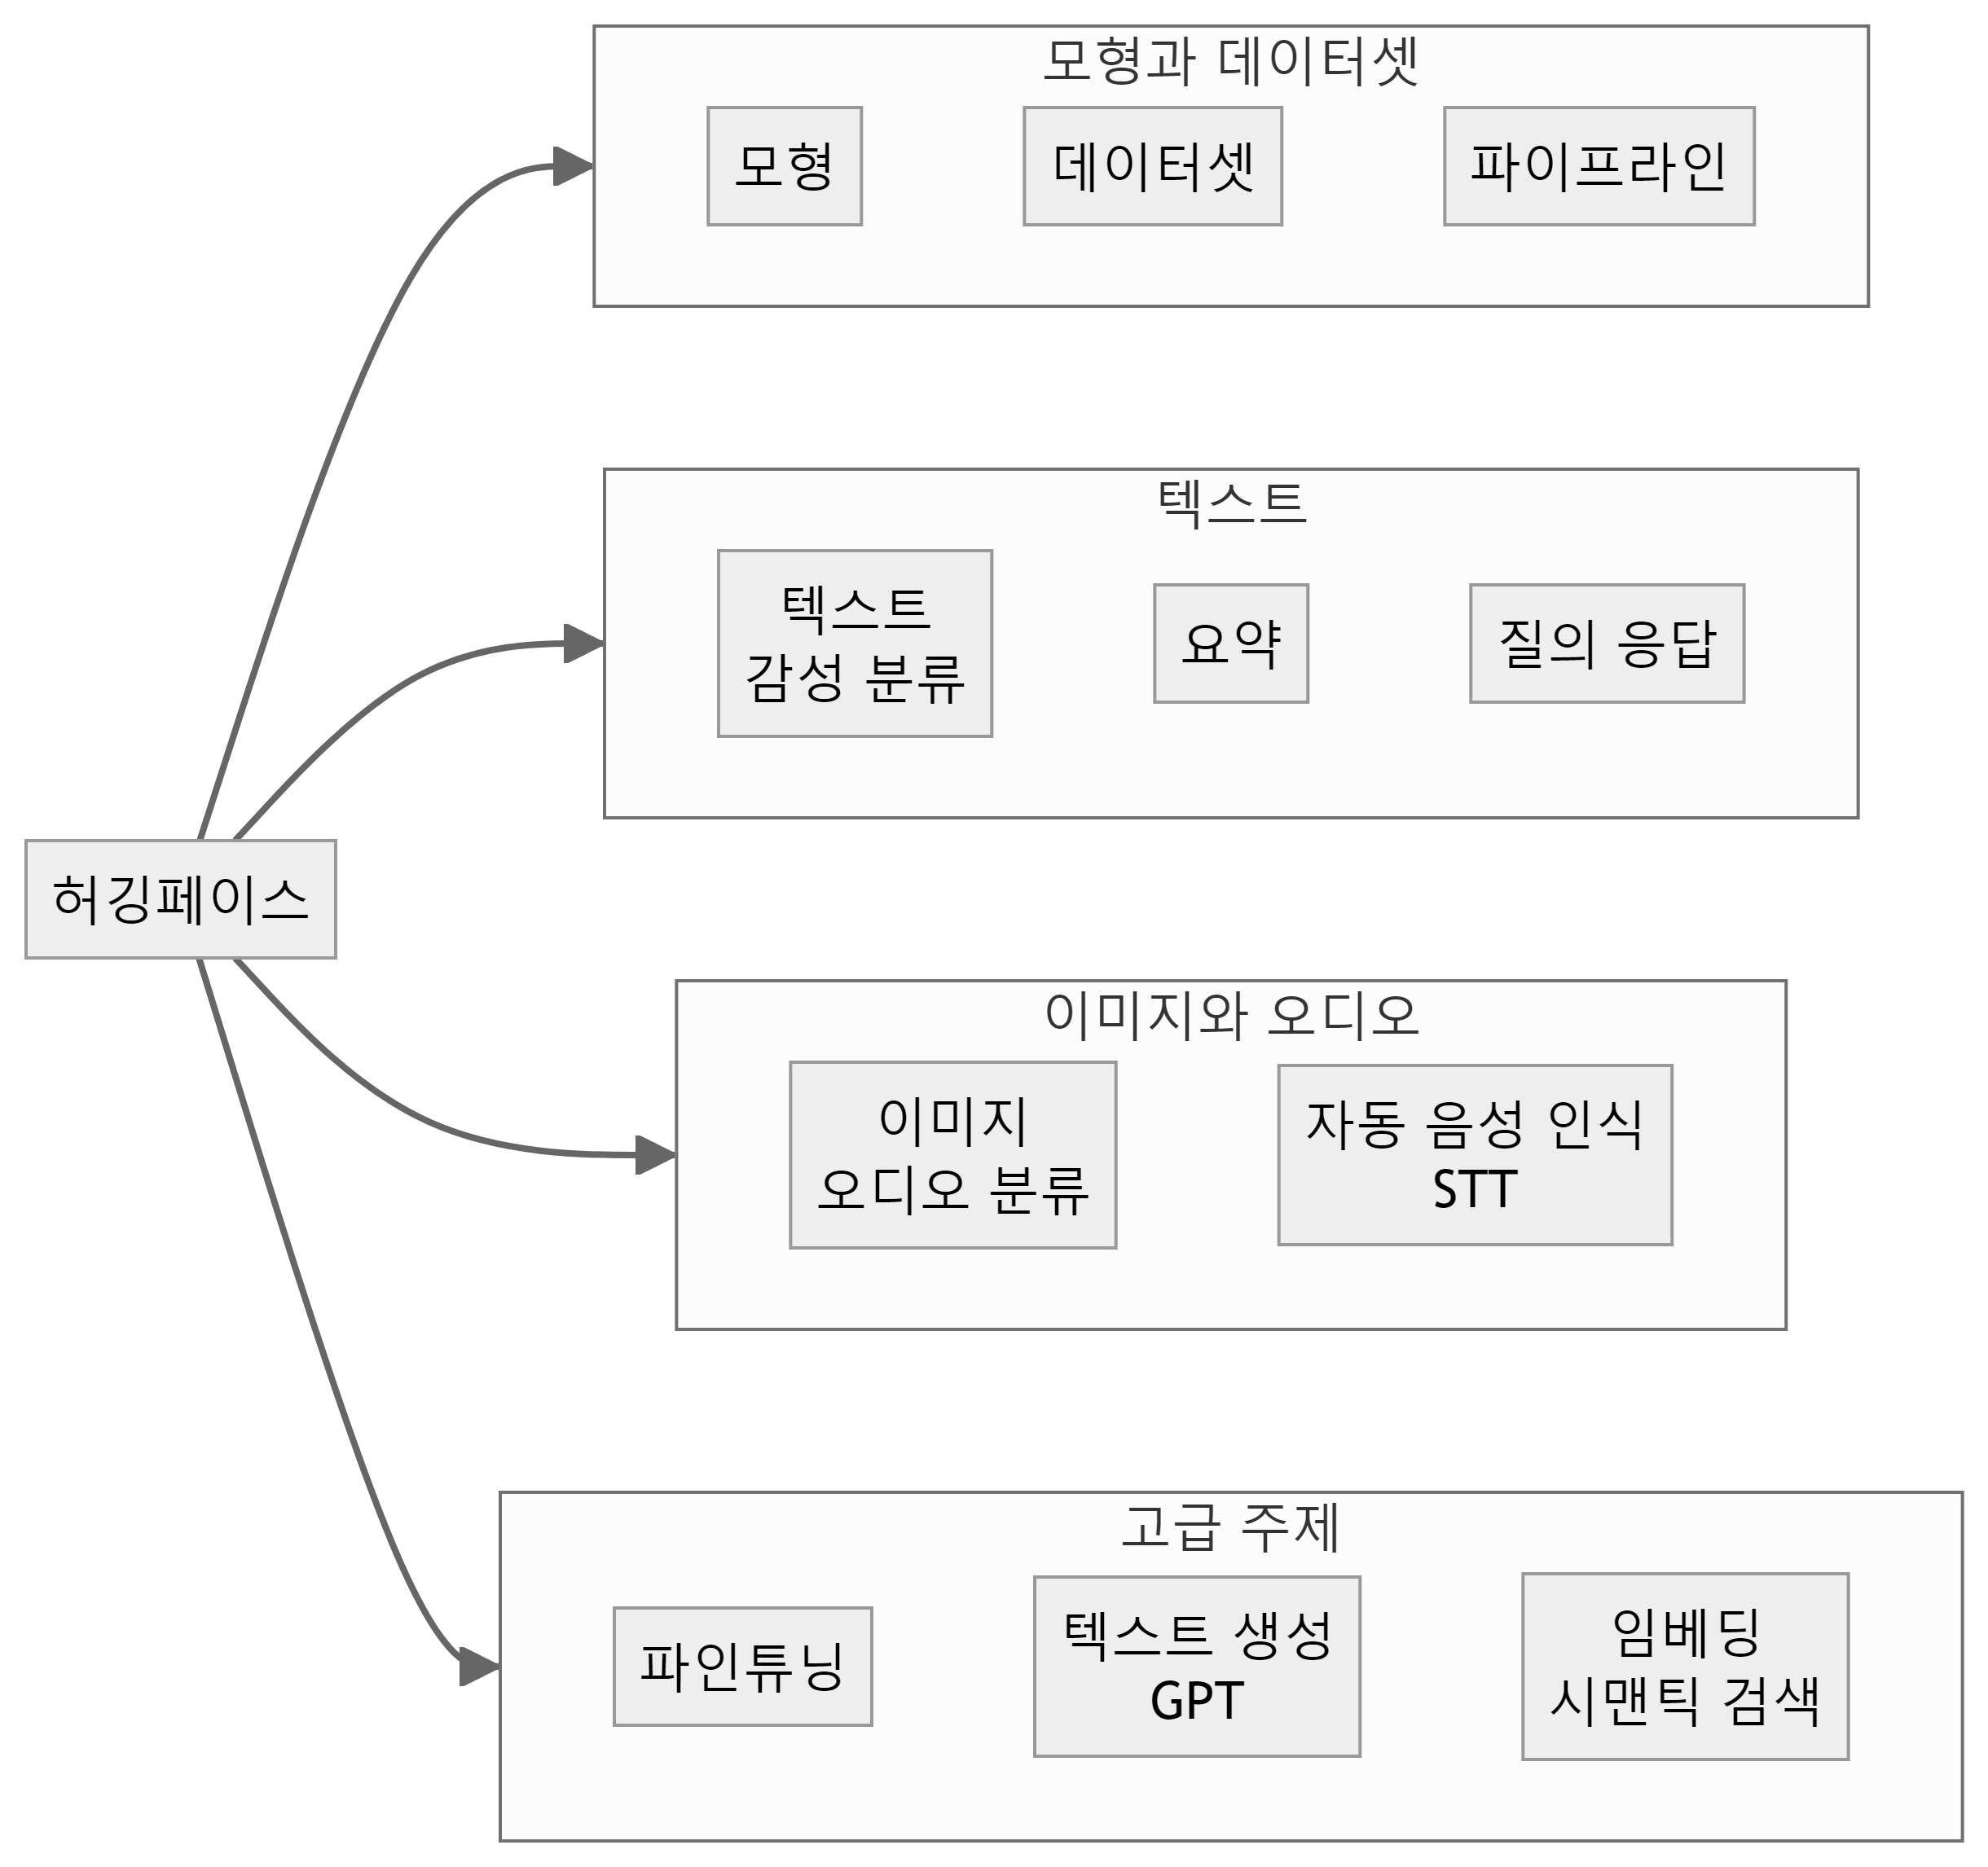 모형과 데이터셋
모형
데이터셋
파이프라인
텍스트
텍스트
감성 분류
요약
질의 응답
허깅페이스
이미지와 오디오
이미지
오디오 분류
자동 음성 인식
STT
고급 주제
파인튜닝
텍스트 생성
GPT
임베딩
시맨틱 검색